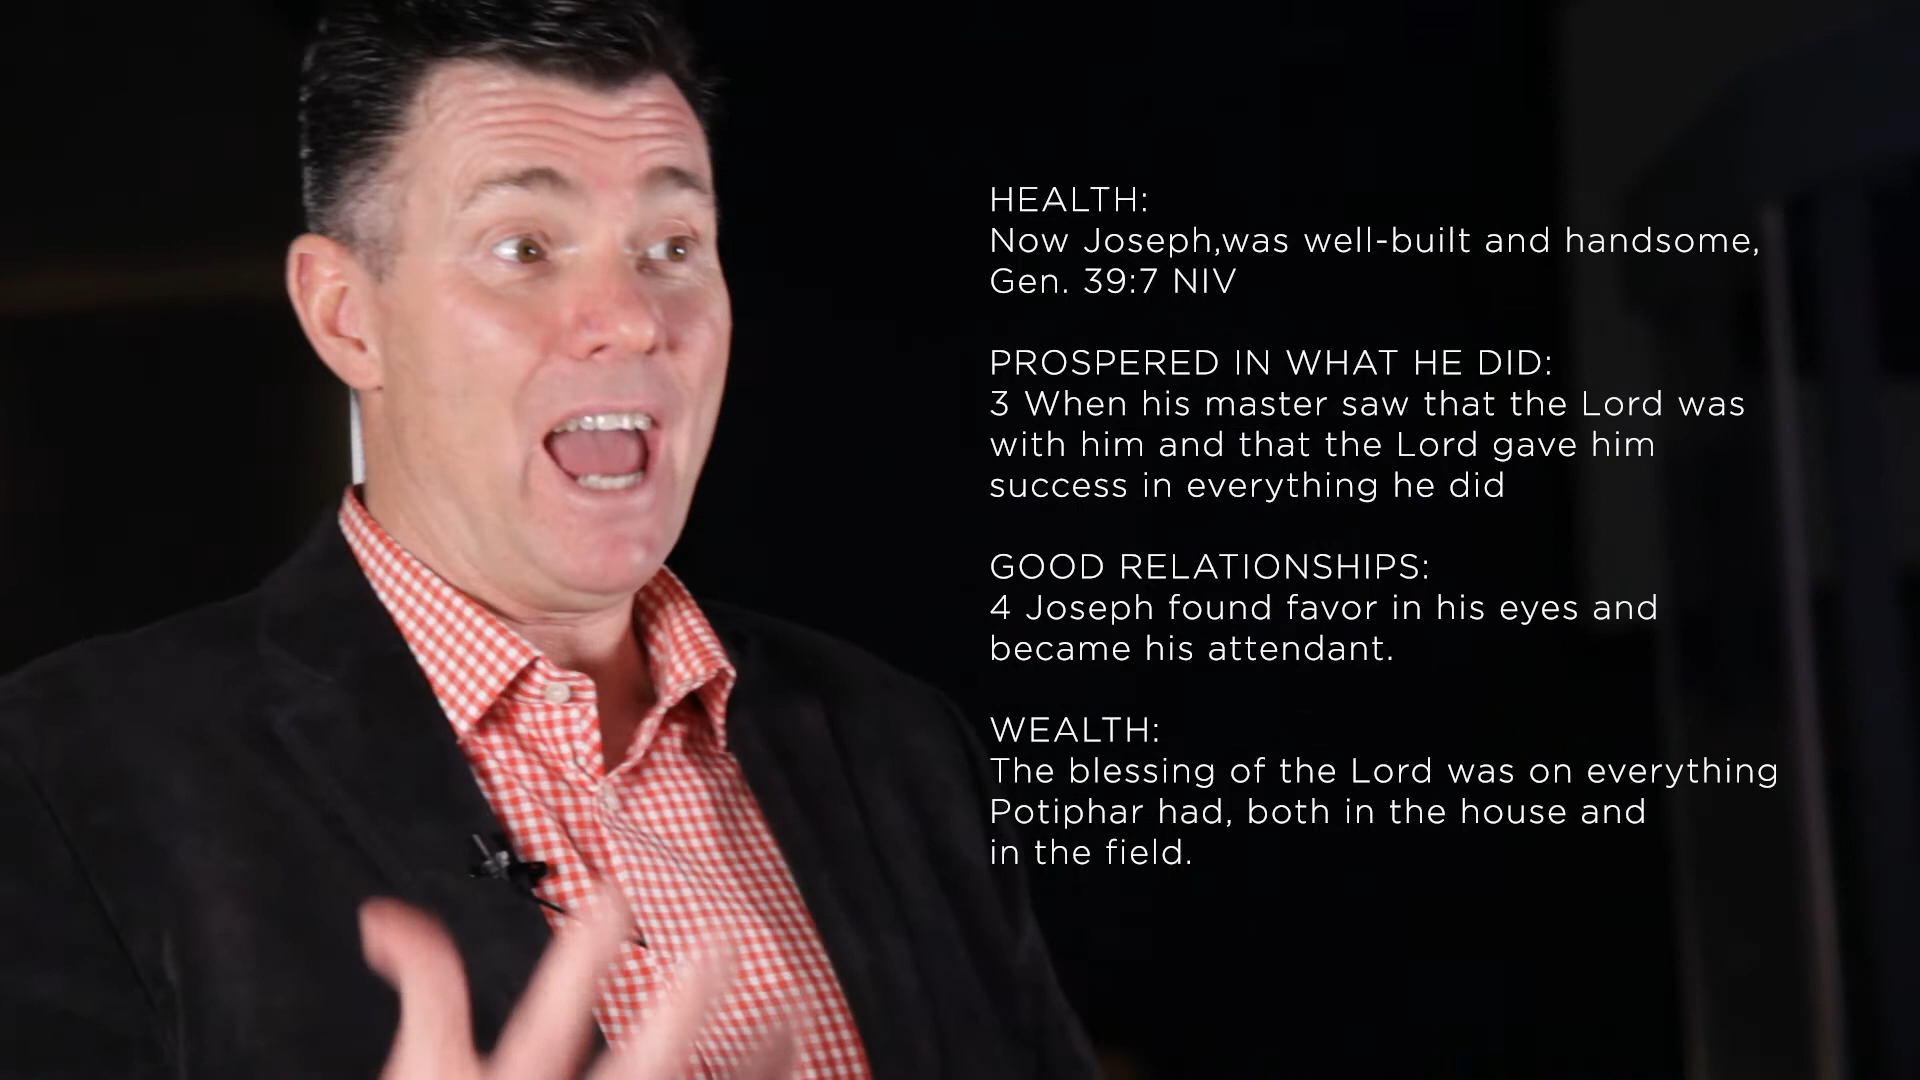 HEALTH:
Now Joseph,was well-built and handsome,
Gen. 39:7 NIV
PROSPERED IN WHAT HE DID:
3 When his master saw that the Lord was
with him and that the Lord gave him
success in everything he did
GOOD RELATIONSHIPS:
4 Joseph found favor in his eyes and
became his attendant.
WEALTH:
The blessing of the Lord was on everything
Potiphar had, both in the house and
in the field.